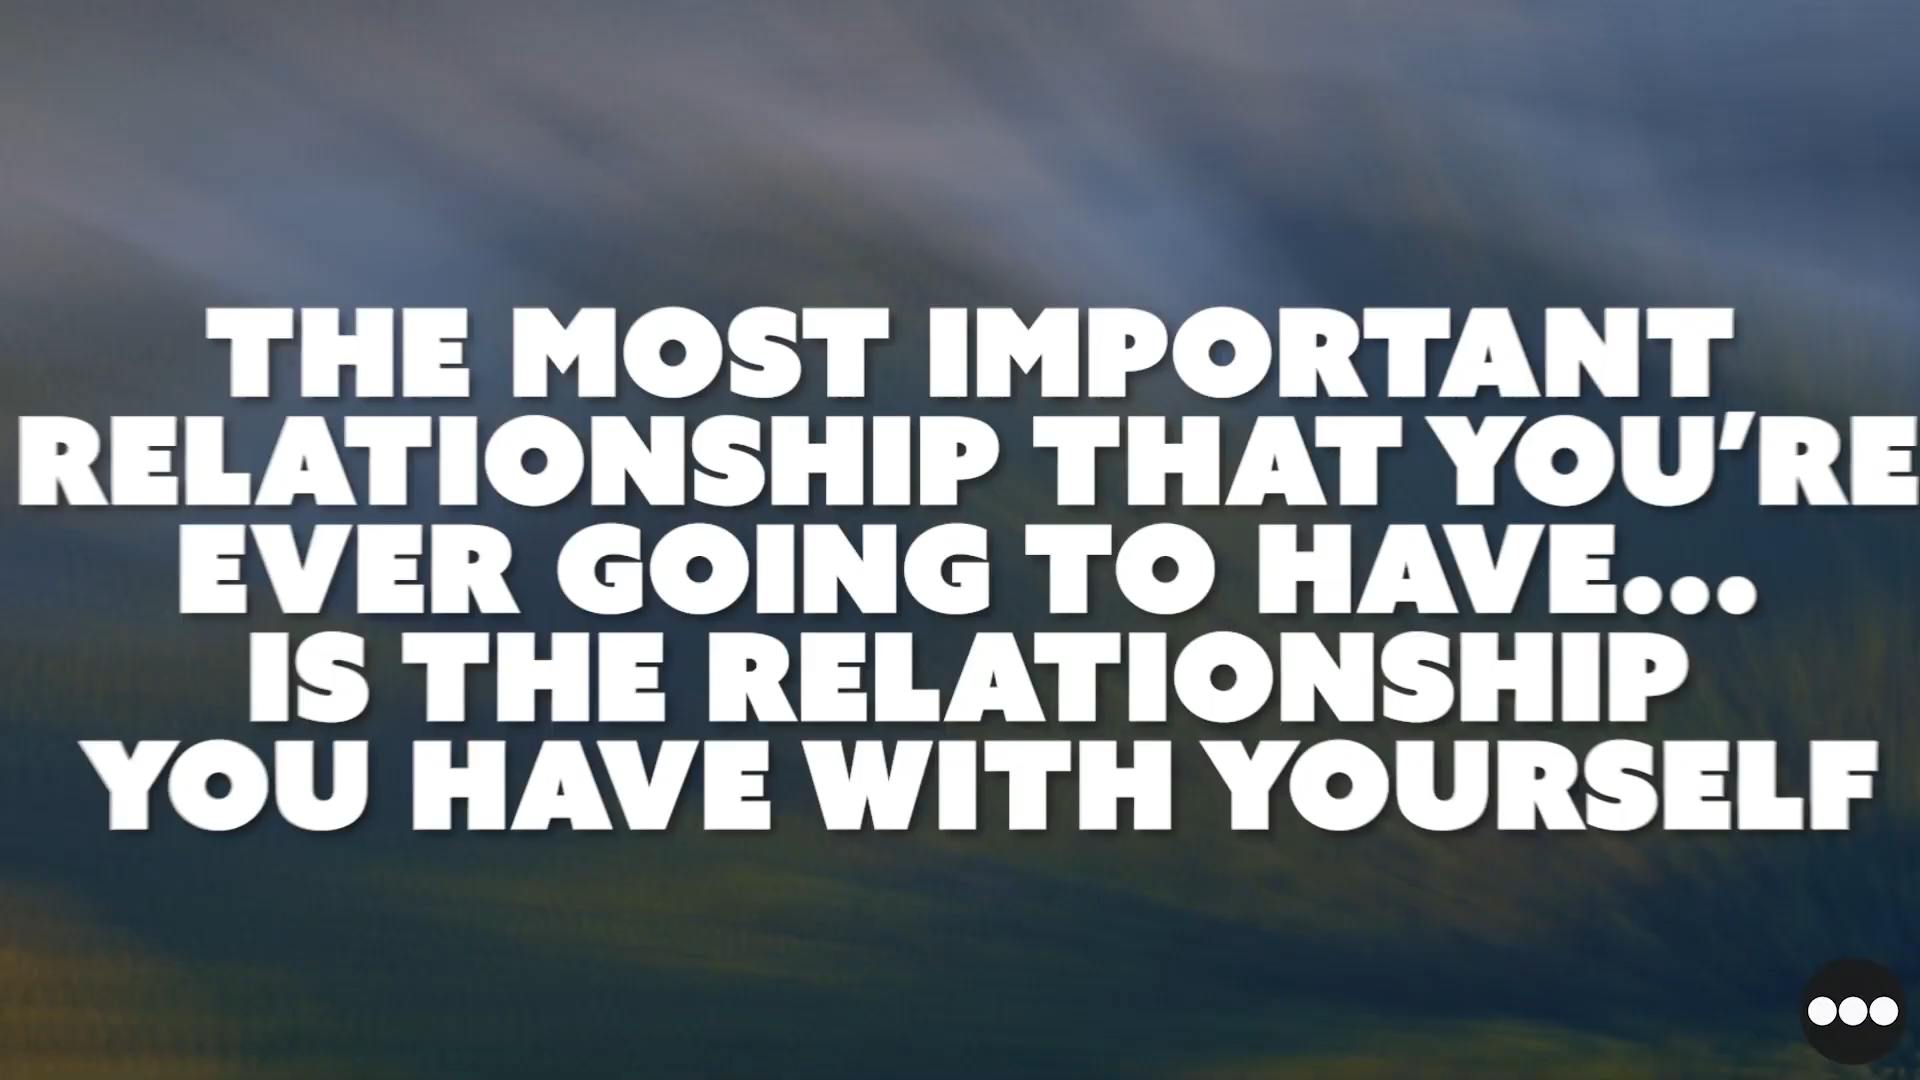 THE MOST IMPORTANT
RELATIONSHIP THAT YOU’RE
EVER GOING TO HAVE...
IS THE RELATIONSHIP
YOU HAVE WITH YOURSELF